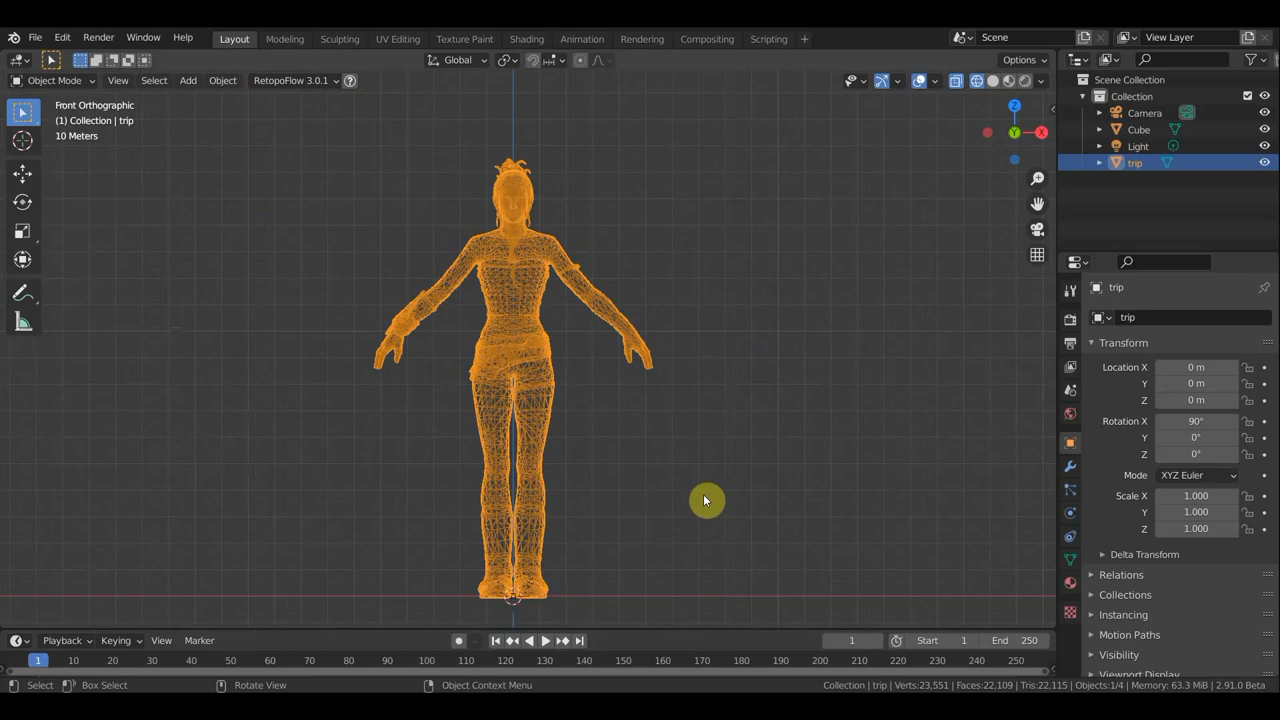 File Edit Render Window Help Layout Modeling Sculpting UV Editing Texture Paint Shading Animation Rendering Compositing Scripting + Scene View Layer
Global Options
Object Mode View Select Add Object RetopoFlow 3.0.1 ?
Front Orthographic
(1) Collection | trip
10 Meters
Z
Y
X
Scene Collection
Collection
Camera
Cube
Light
trip
trip
trip
Transform
Location X 0 m
Y 0 m
Z 0 m
Rotation X 90°
Y 0°
Z 0°
Mode XYZ Euler
Scale X 1.000
Y 1.000
Z 1.000
Delta Transform
Relations
Collections
Instancing
Motion Paths
Visibility
Viewport Display
Playback Keying View Marker 1 Start 1 End 250
1 10 20 30 40 50 60 70 80 90 100 110 120 130 140 150 160 170 180 190 200 210 220 230 240 250
Select Box Select Rotate View Object Context Menu Collection | trip | Verts:23,551 | Faces:22,109 | Tris:22,115 | Objects:1/4 | Memory: 63.3 MiB | 2.91.0 Beta